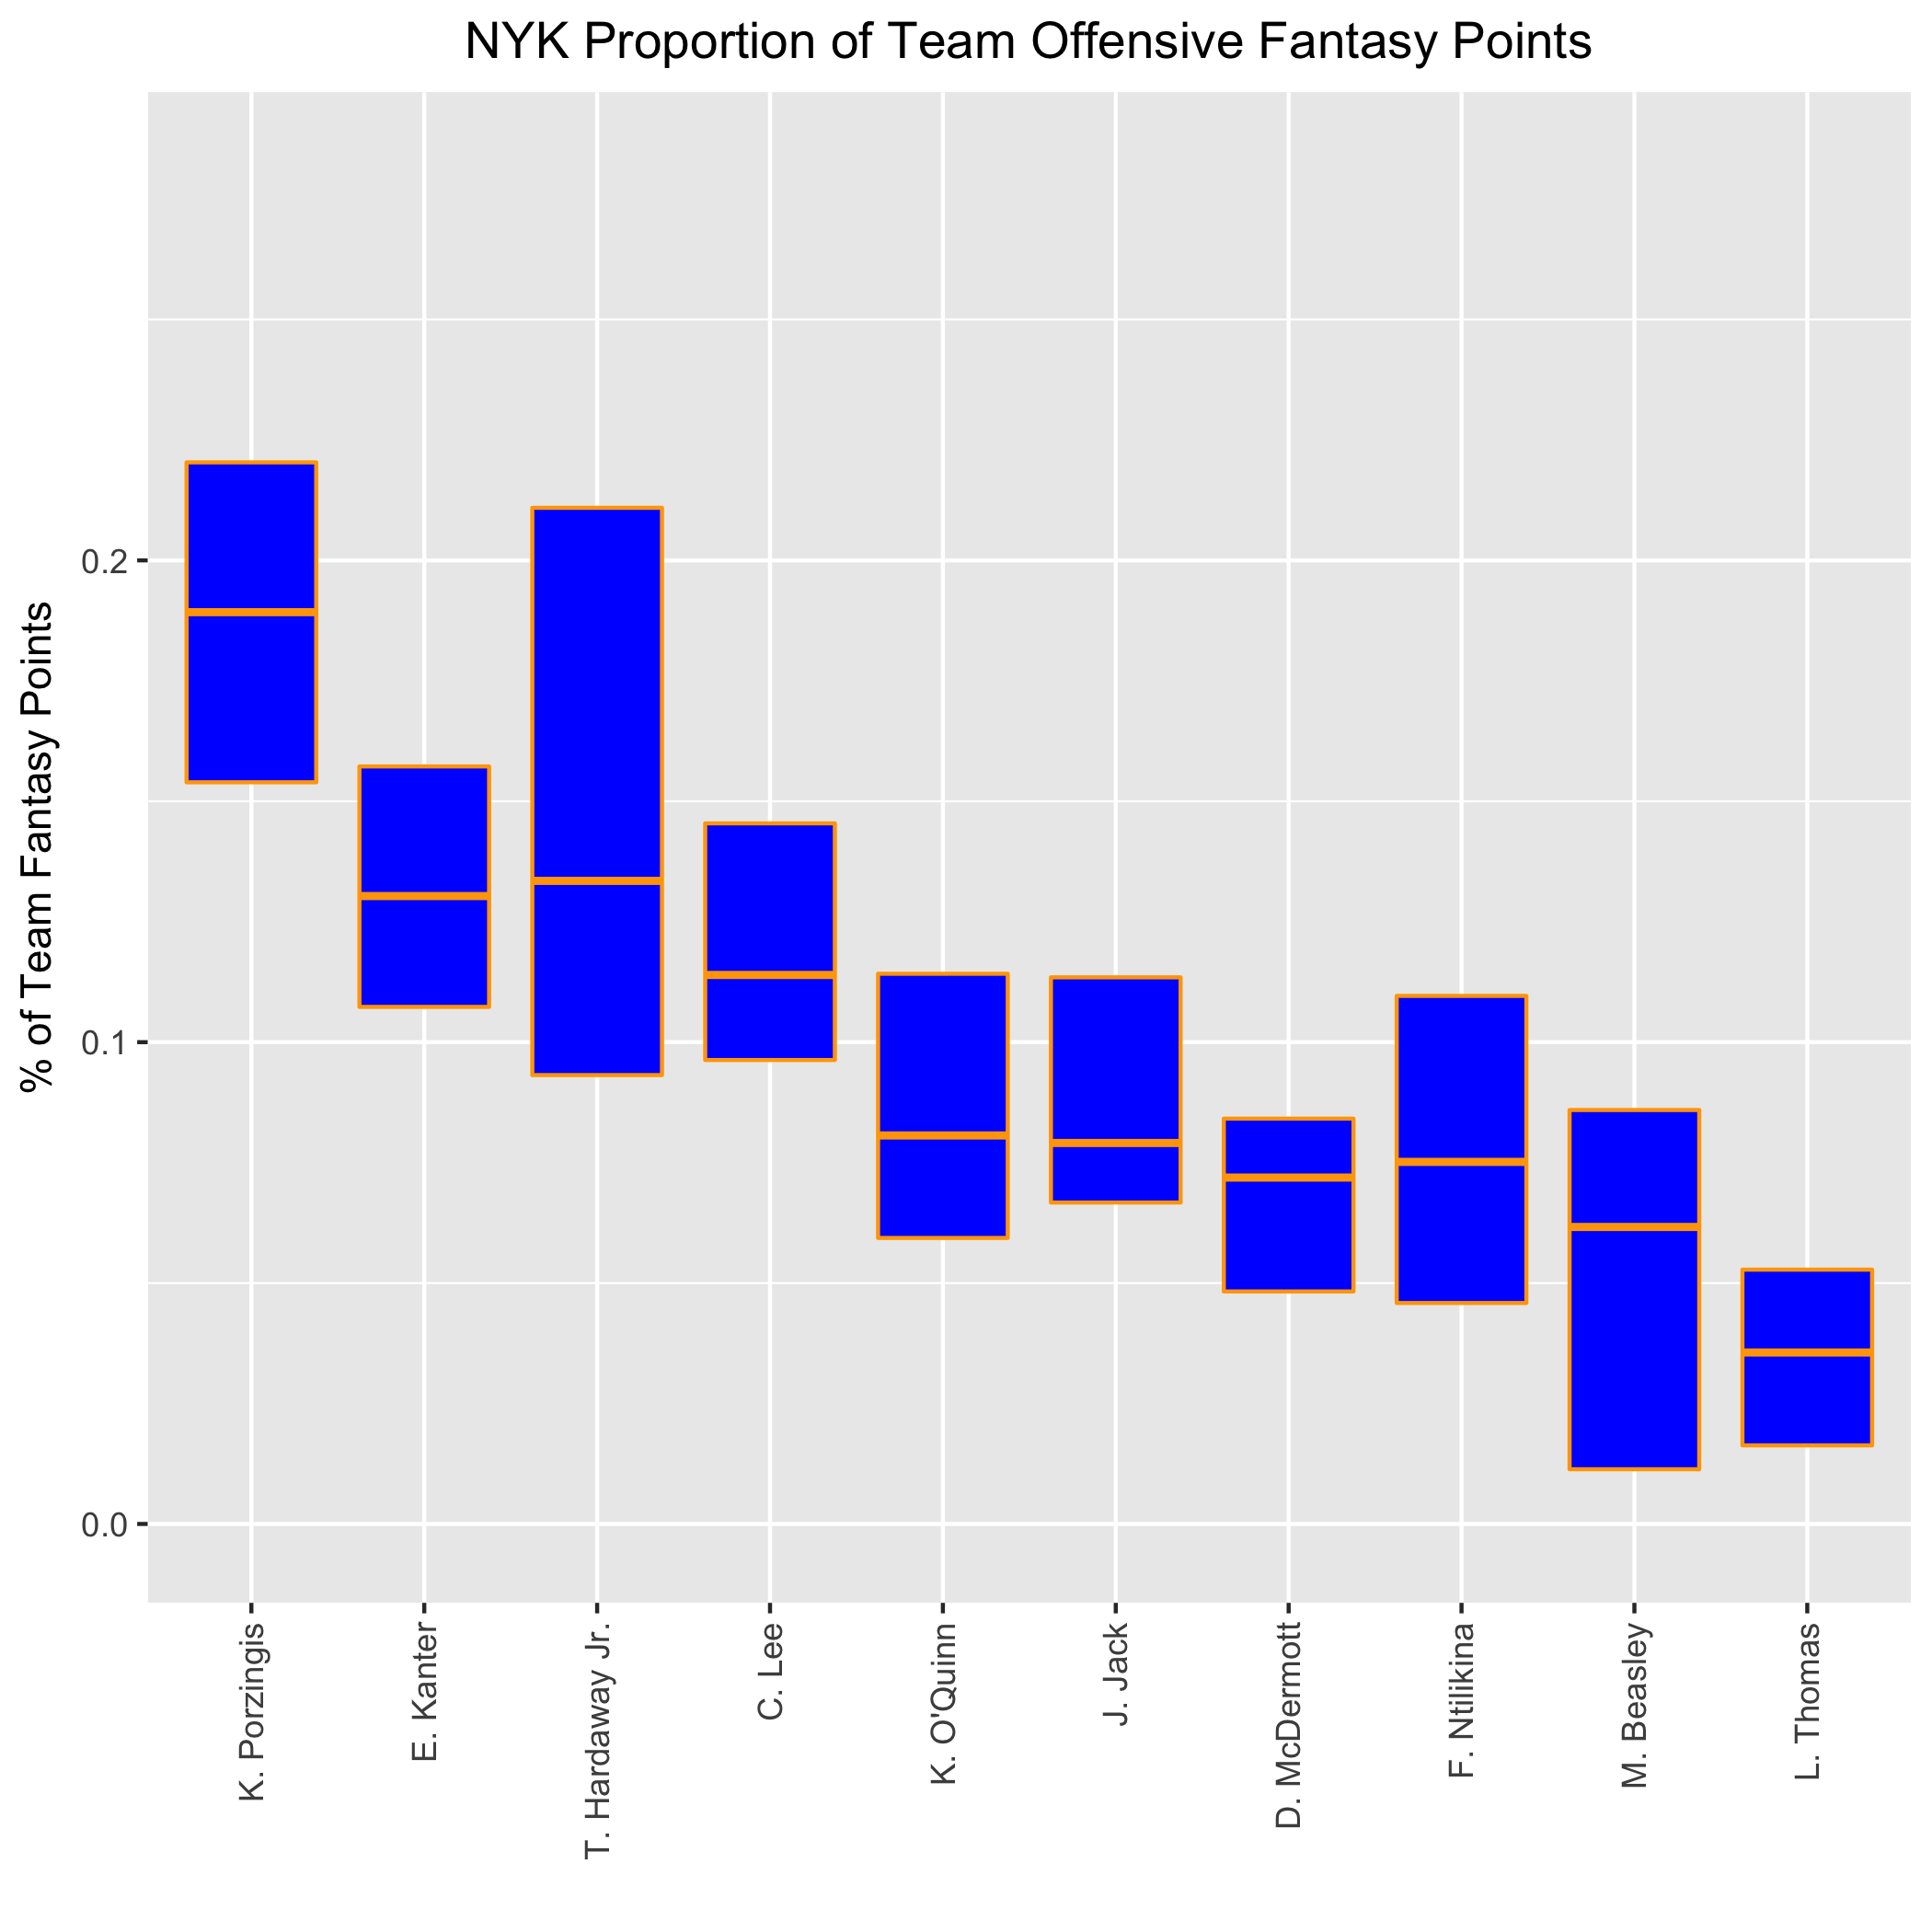 NYK Proportion of Team Offensive Fantasy Points
% of Team Fantasy Points
0.2
0.1
0.0
K. Porzingis
E. Kanter
T. Hardaway Jr.
C. Lee
K. O'Quinn
J. Jack
D. McDermott
F. Ntilikina
M. Beasley
L. Thomas